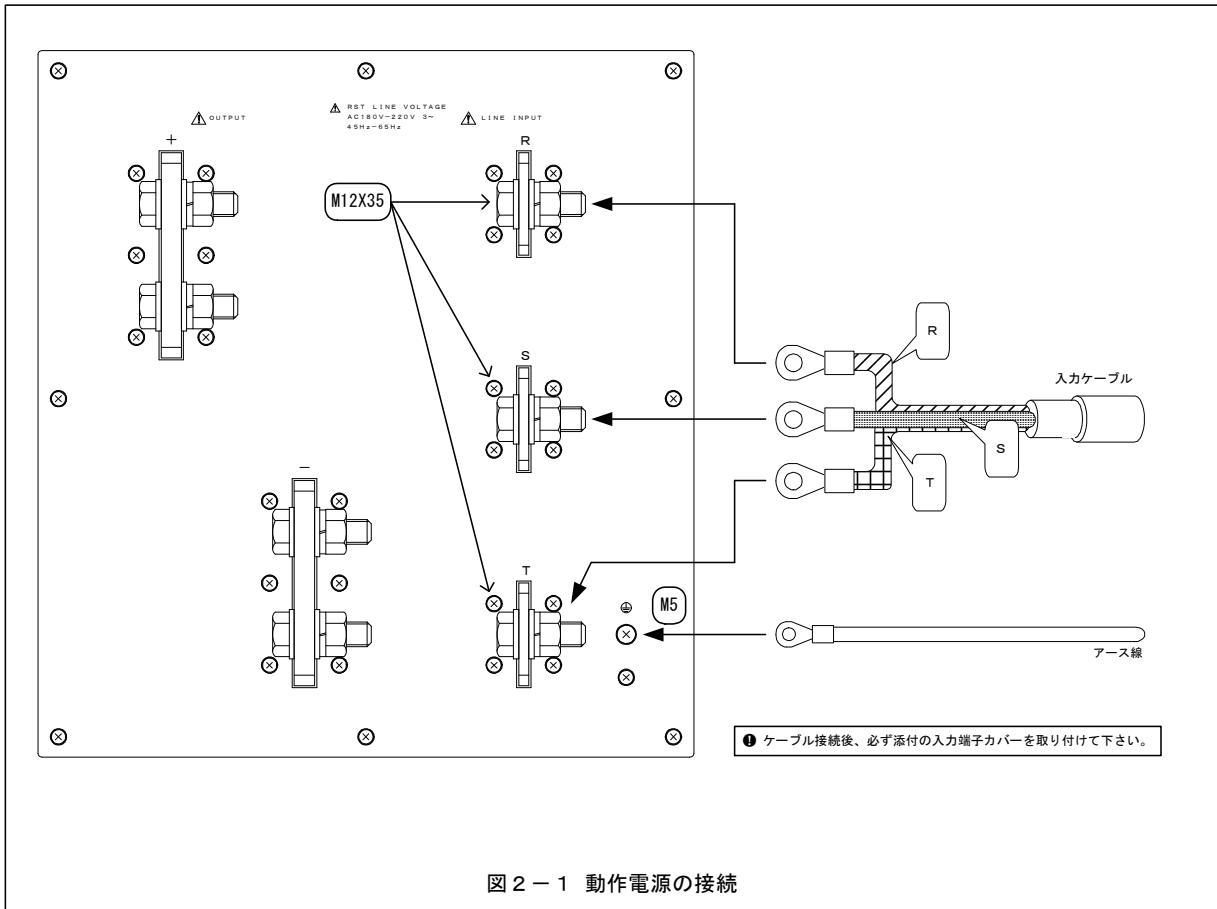 ⚠ OUTPUT
⚠ RST LINE VOLTAGE
AC180V-220V 3~
45Hz-65Hz
⚠ LINE INPUT
+
R
M12X35
R
入力ケーブル
S
S
T
-
T
M5
アース線
❶ ケーブル接続後、必ず添付の入力端子カバーを取り付けて下さい。
図2-1 動作電源の接続